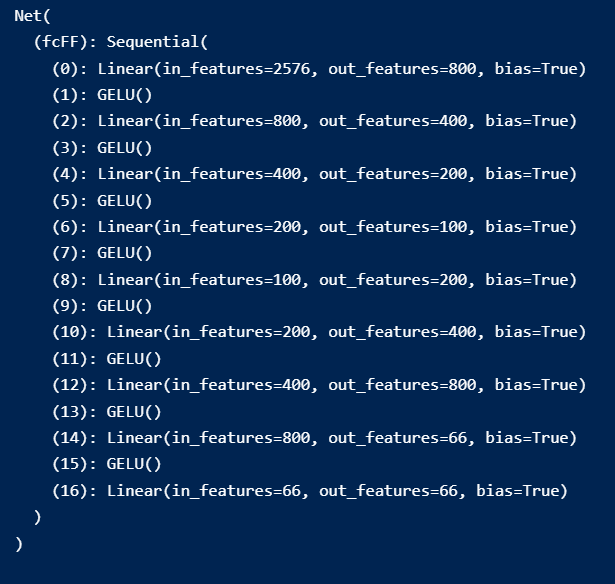 Net(
  (fcFF): Sequential(
    (0): Linear(in_features=2576, out_features=800, bias=True)
    (1): GELU()
    (2): Linear(in_features=800, out_features=400, bias=True)
    (3): GELU()
    (4): Linear(in_features=400, out_features=200, bias=True)
    (5): GELU()
    (6): Linear(in_features=200, out_features=100, bias=True)
    (7): GELU()
    (8): Linear(in_features=100, out_features=200, bias=True)
    (9): GELU()
    (10): Linear(in_features=200, out_features=400, bias=True)
    (11): GELU()
    (12): Linear(in_features=400, out_features=800, bias=True)
    (13): GELU()
    (14): Linear(in_features=800, out_features=66, bias=True)
    (15): GELU()
    (16): Linear(in_features=66, out_features=66, bias=True)
  )
)